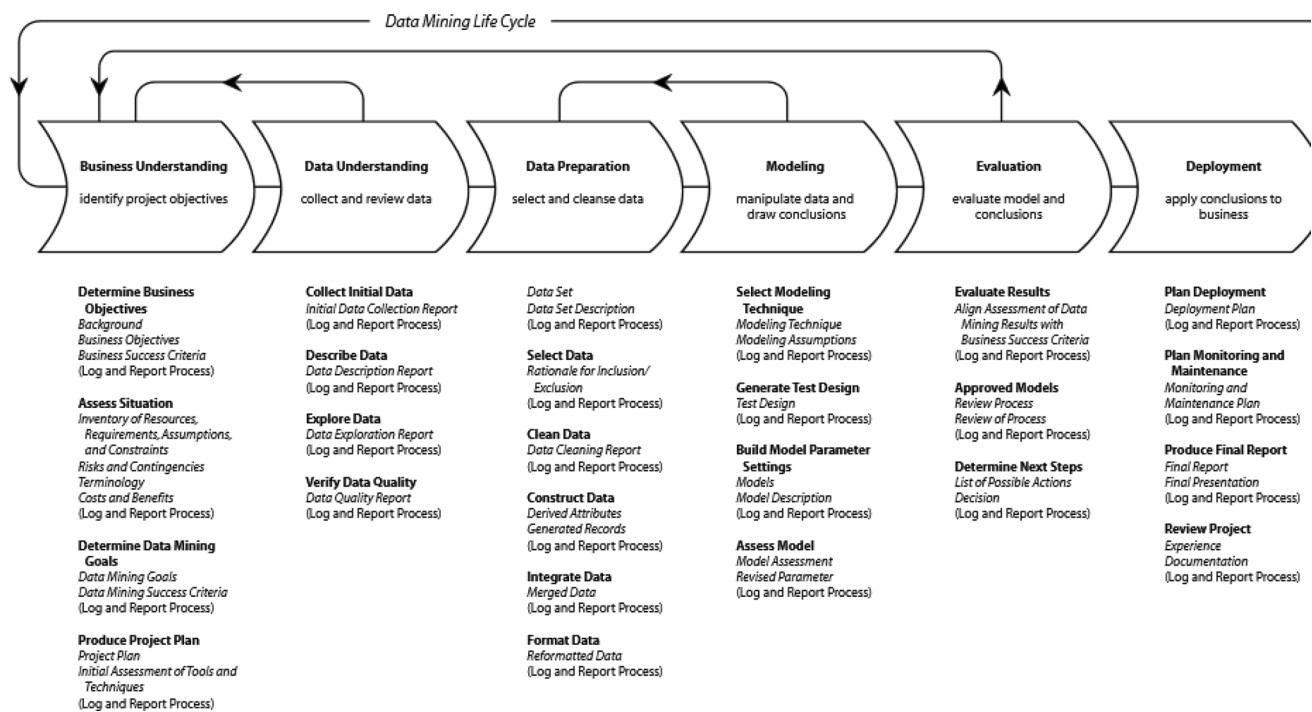 Data Mining Life Cycle
Business Understanding
identify project objectives
Data Understanding
collect and review data
Data Preparation
select and cleanse data
Modeling
manipulate data and
draw conclusions
Evaluation
evaluate model and
conclusions
Deployment
apply conclusions to
business
Determine Business
Objectives
Background
Business Objectives
Business Success Criteria
(Log and Report Process)
Assess Situation
Inventory of Resources,
Requirements, Assumptions,
and Constraints
Risks and Contingencies
Terminology
Costs and Benefits
(Log and Report Process)
Determine Data Mining
Goals
Data Mining Goals
Data Mining Success Criteria
(Log and Report Process)
Produce Project Plan
Project Plan
Initial Assessment of Tools and
Techniques
(Log and Report Process)
Collect Initial Data
Initial Data Collection Report
(Log and Report Process)
Describe Data
Data Description Report
(Log and Report Process)
Explore Data
Data Exploration Report
(Log and Report Process)
Verify Data Quality
Data Quality Report
(Log and Report Process)
Data Set
Data Set Description
(Log and Report Process)
Select Data
Rationale for Inclusion/
Exclusion
(Log and Report Process)
Clean Data
Data Cleaning Report
(Log and Report Process)
Construct Data
Derived Attributes
Generated Records
(Log and Report Process)
Integrate Data
Merged Data
(Log and Report Process)
Format Data
Reformatted Data
(Log and Report Process)
Select Modeling
Technique
Modeling Technique
Modeling Assumptions
(Log and Report Process)
Generate Test Design
Test Design
(Log and Report Process)
Build Model Parameter
Settings
Models
Model Description
(Log and Report Process)
Assess Model
Model Assessment
Revised Parameter
(Log and Report Process)
Evaluate Results
Align Assessment of Data
Mining Results with
Business Success Criteria
(Log and Report Process)
Approved Models
Review Process
Review of Process
(Log and Report Process)
Determine Next Steps
List of Possible Actions
Decision
(Log and Report Process)
Plan Deployment
Deployment Plan
(Log and Report Process)
Plan Monitoring and
Maintenance
Monitoring and
Maintenance Plan
(Log and Report Process)
Produce Final Report
Final Report
Final Presentation
(Log and Report Process)
Review Project
Experience
Documentation
(Log and Report Process)